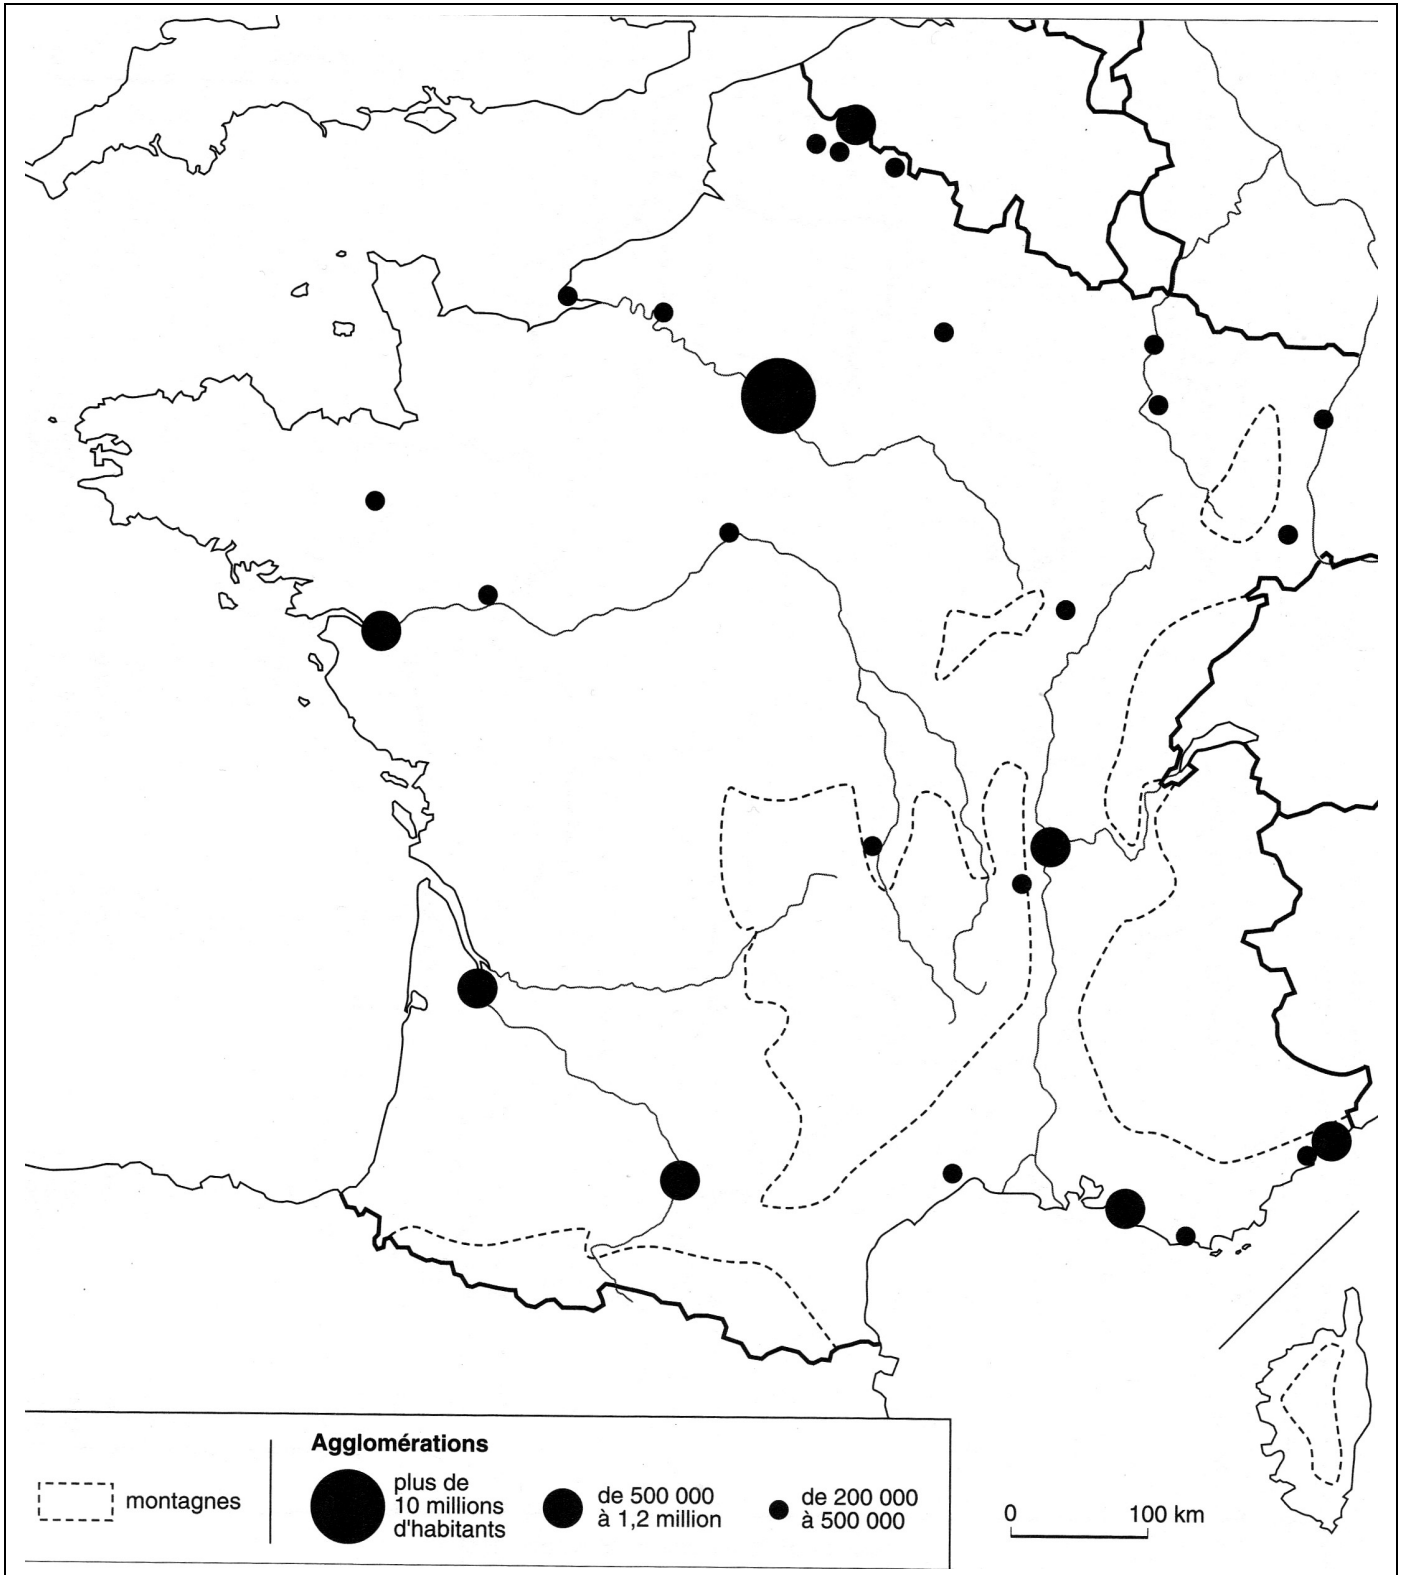 montagnes
Agglomérations
plus de
10 millions
d'habitants
de 500 000
à 1,2 million
de 200 000
à 500 000
0 100 km